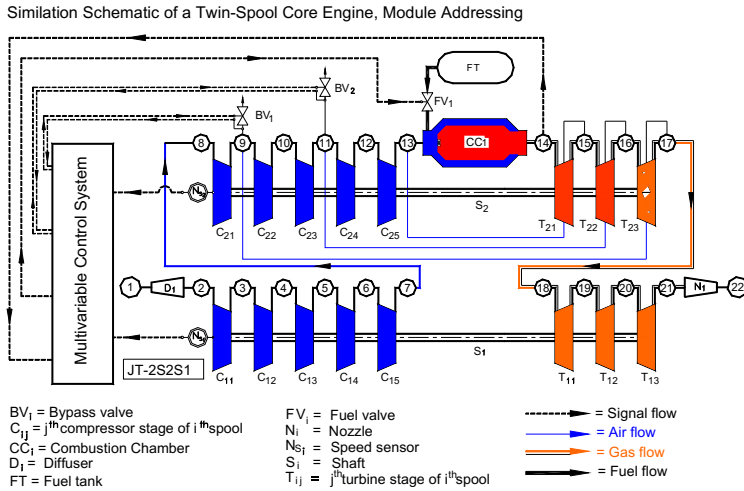 Similation Schematic of a Twin-Spool Core Engine, Module Addressing
FT
BV2
FV1
BV1
8 9 10 11 12 13 CC1 14 15 16 17
Multivariable Control System
NS2
S2
C21 C22 C23 C24 C25 T21 T22 T23
1 D1 2 3 4 5 6 7 18 19 20 21 N1 22
NS1
S1
JT-2S2S1
C11 C12 C13 C14 C15 T11 T12 T13
BVi = Bypass valve
Cij = jth compressor stage of ith spool
CCi = Combustion Chamber
Di = Diffuser
FT = Fuel tank
FVi = Fuel valve
Ni = Nozzle
NSi = Speed sensor
Si = Shaft
Tij = jth turbine stage of ith spool
= Signal flow
= Air flow
= Gas flow
= Fuel flow